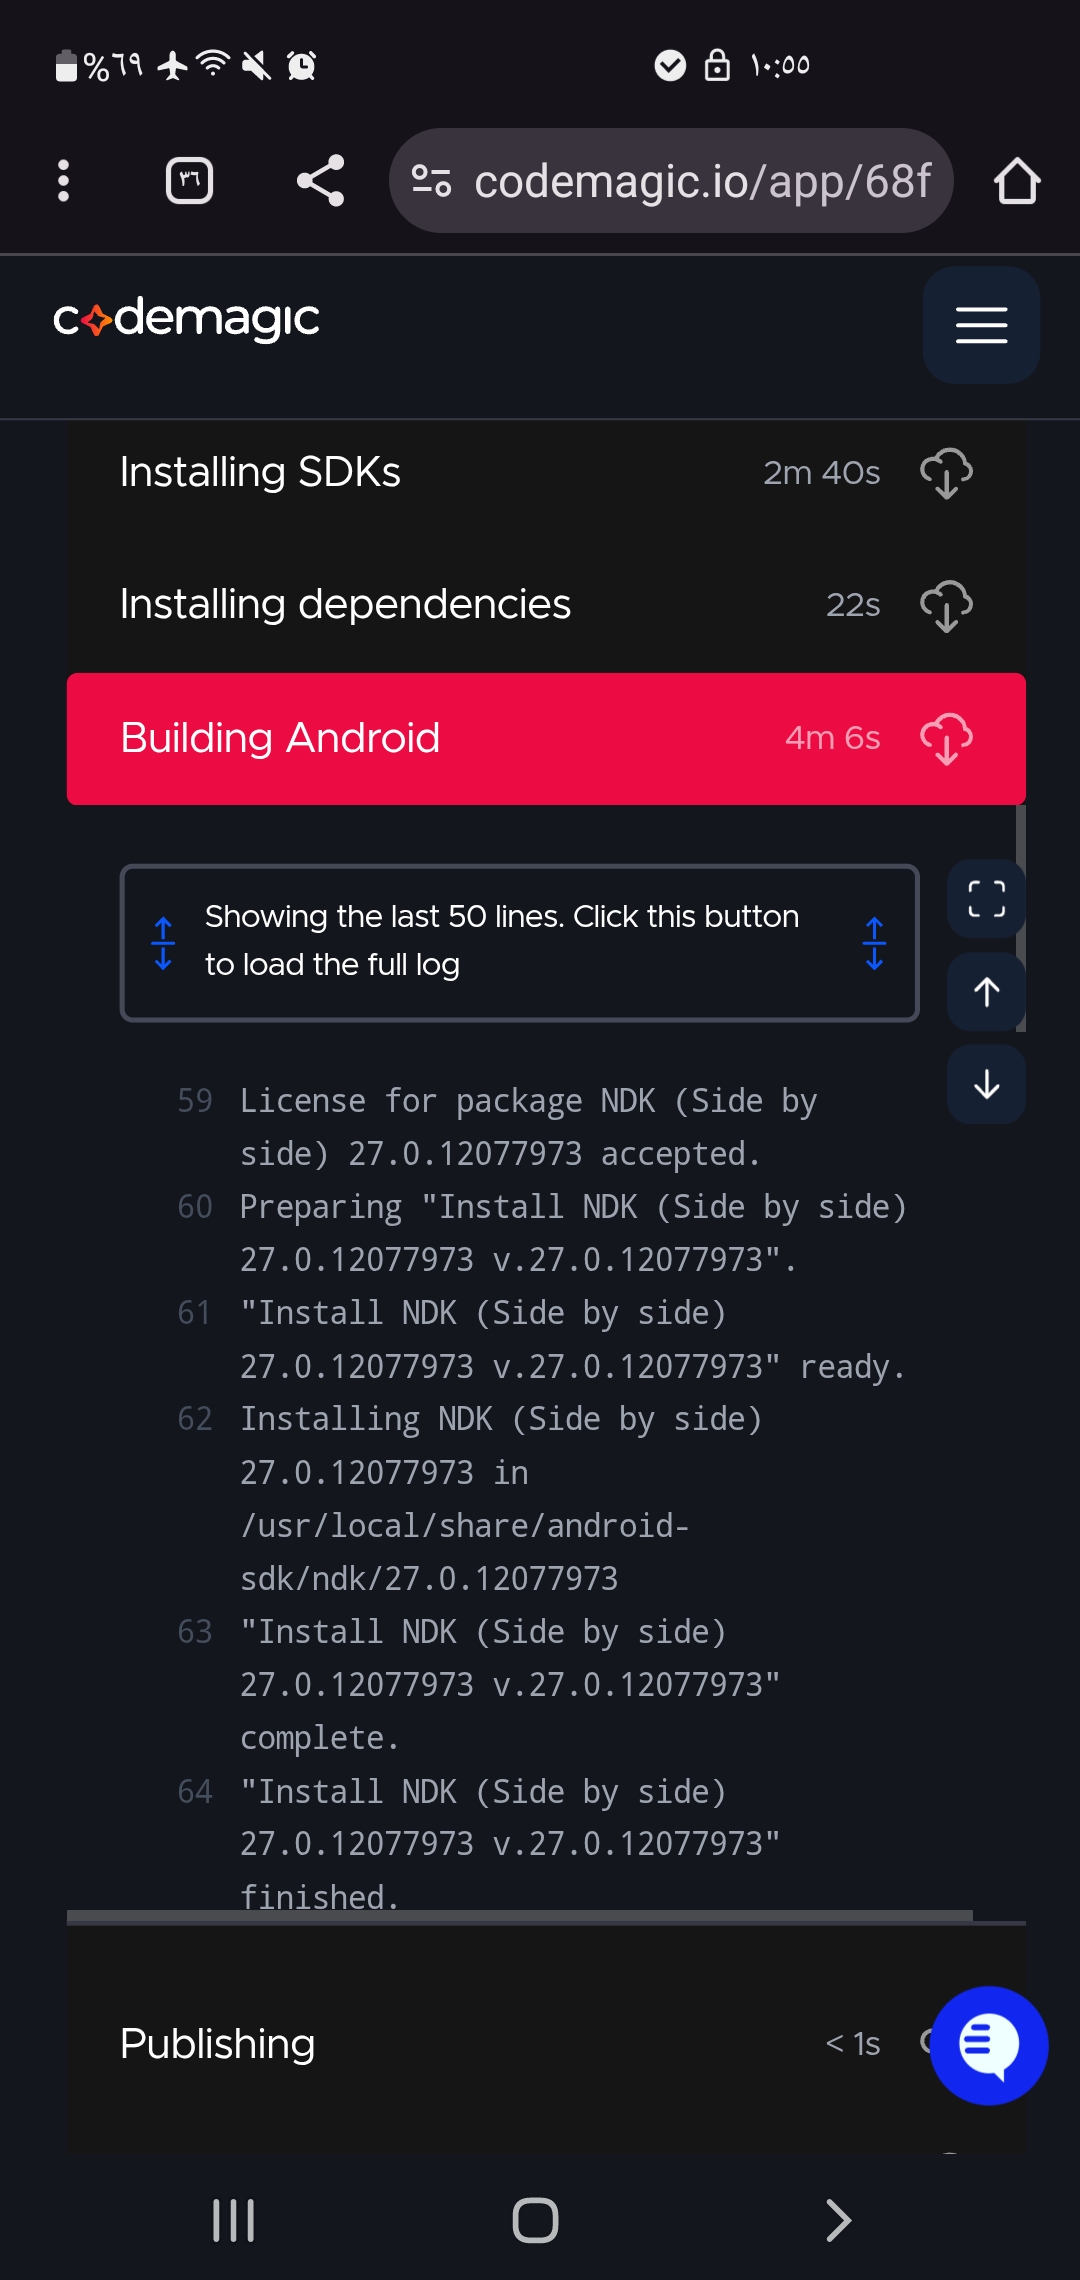 %٦٩ ١٠:٥٥
٣٦ codemagic.io/app/68f
codemagic
Installing SDKs 2m 40s
Installing dependencies 22s
Building Android 4m 6s
Showing the last 50 lines. Click this button
to load the full log
59 License for package NDK (Side by
side) 27.0.12077973 accepted.
60 Preparing "Install NDK (Side by side)
27.0.12077973 v.27.0.12077973".
61 "Install NDK (Side by side)
27.0.12077973 v.27.0.12077973" ready.
62 Installing NDK (Side by side)
27.0.12077973 in
/usr/local/share/android-
sdk/ndk/27.0.12077973
63 "Install NDK (Side by side)
27.0.12077973 v.27.0.12077973"
complete.
64 "Install NDK (Side by side)
27.0.12077973 v.27.0.12077973"
finished.
Publishing < 1s